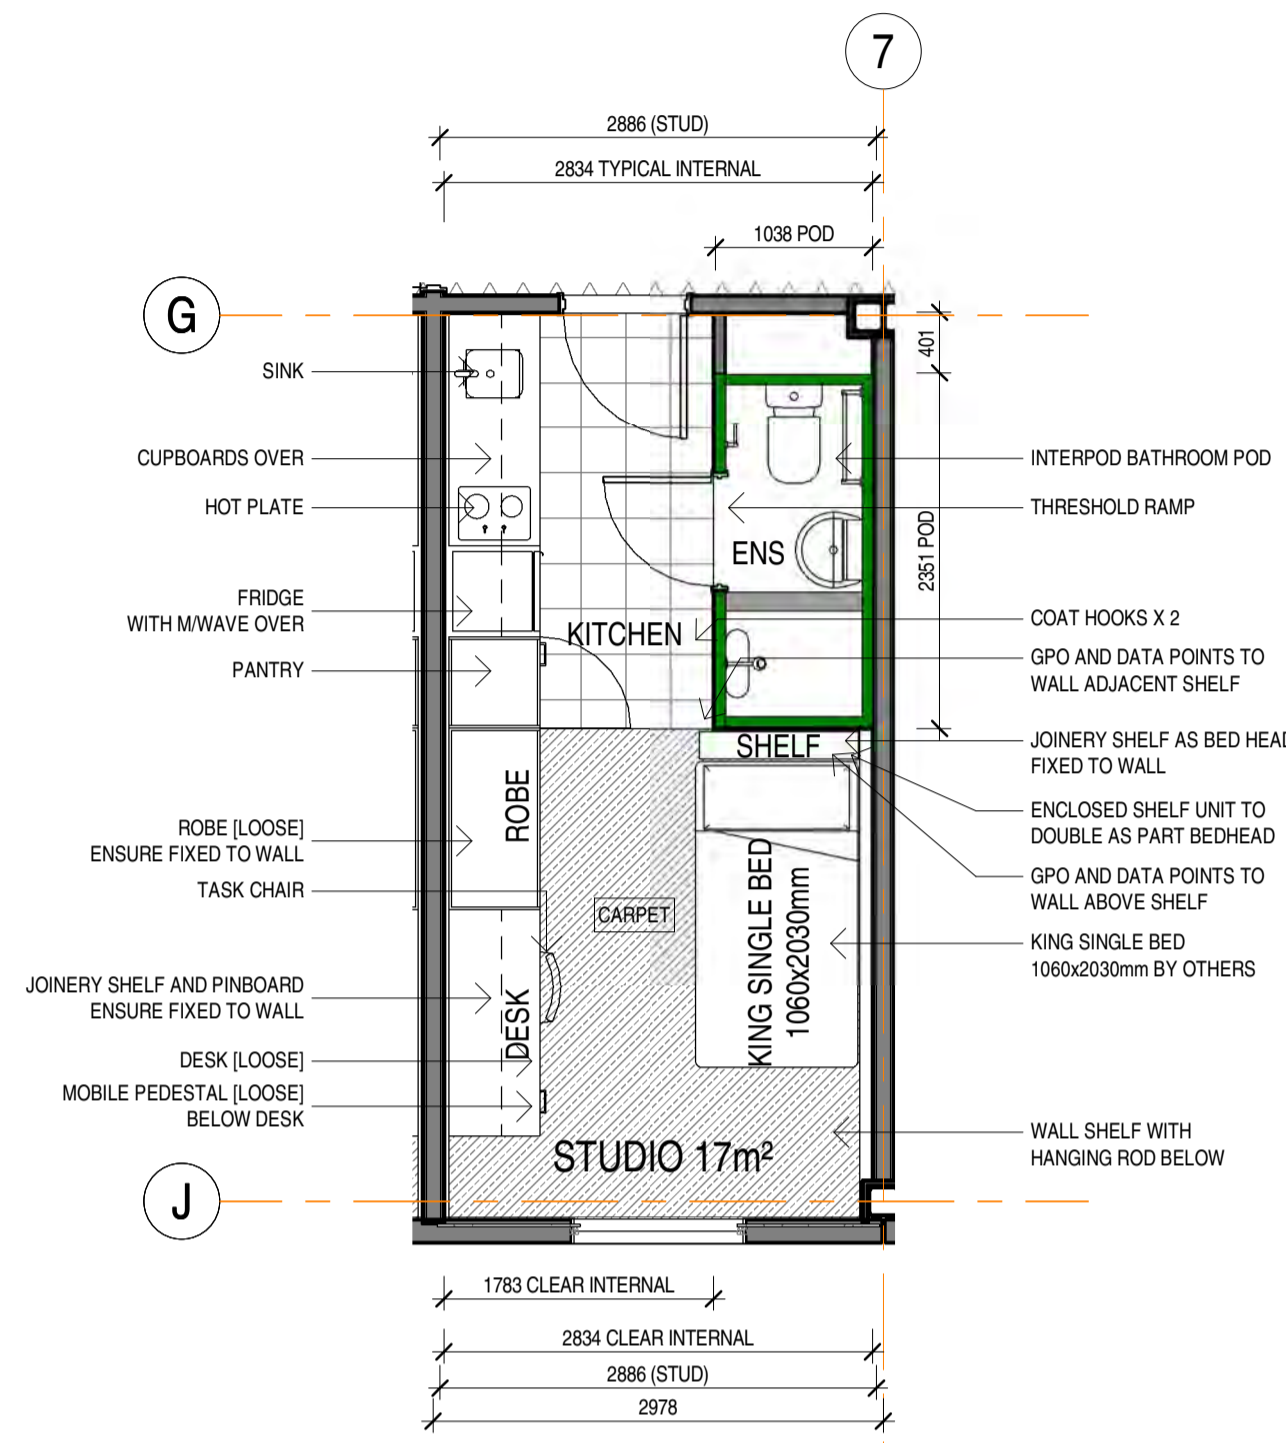 7
2886 (STUD)
2834 TYPICAL INTERNAL
1038 POD
G
401
SINK
CUPBOARDS OVER
HOT PLATE
FRIDGE
WITH M/WAVE OVER
PANTRY
ROBE [LOOSE]
ENSURE FIXED TO WALL
TASK CHAIR
JOINERY SHELF AND PINBOARD
ENSURE FIXED TO WALL
DESK [LOOSE]
MOBILE PEDESTAL [LOOSE]
BELOW DESK
J
ENS
KITCHEN
SHELF
ROBE
CARPET
KING SINGLE BED
1060x2030mm
DESK
STUDIO 17m²
2351 POD
INTERPOD BATHROOM POD
THRESHOLD RAMP
COAT HOOKS X 2
GPO AND DATA POINTS TO
WALL ADJACENT SHELF
JOINERY SHELF AS BED HEAD
FIXED TO WALL
ENCLOSED SHELF UNIT TO
DOUBLE AS PART BEDHEAD
GPO AND DATA POINTS TO
WALL ABOVE SHELF
KING SINGLE BED
1060x2030mm BY OTHERS
WALL SHELF WITH
HANGING ROD BELOW
1783 CLEAR INTERNAL
2834 CLEAR INTERNAL
2886 (STUD)
2978